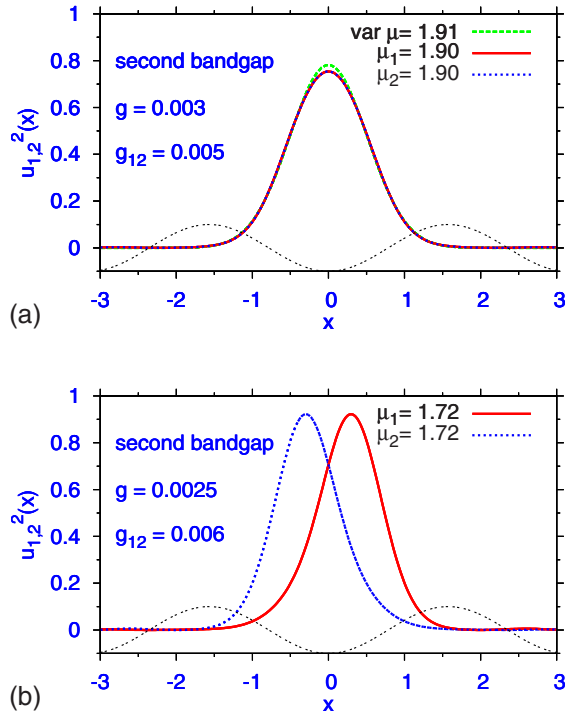 1
var μ= 1.91
μ1= 1.90
μ2= 1.90
0.8
second bandgap
0.6
g = 0.003
u1,2²(x)
0.4
g12 = 0.005
0.2
0
-3 -2 -1 0 1 2 3
x
(a)
1
μ1= 1.72
μ2= 1.72
0.8
second bandgap
0.6
g = 0.0025
u1,2²(x)
0.4
g12 = 0.006
0.2
0
-3 -2 -1 0 1 2 3
x
(b)